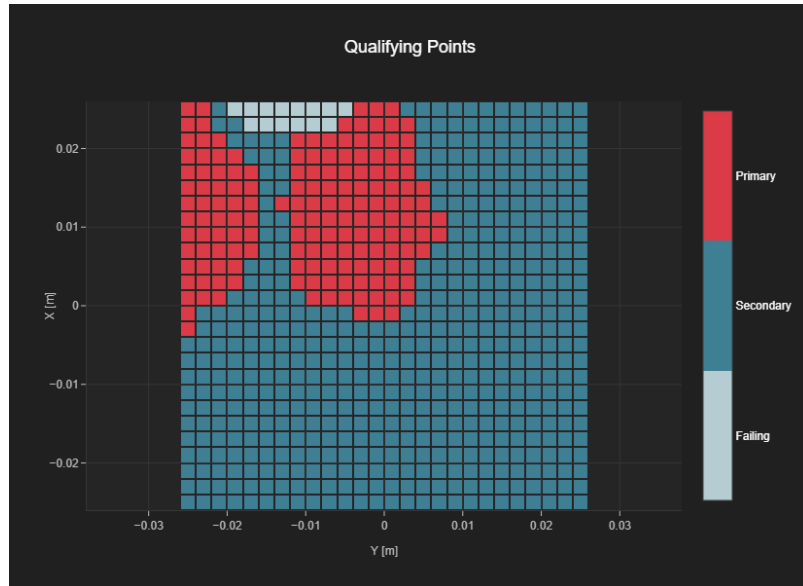 Qualifying Points
Primary
Secondary
Failing
X [m]
0.02
0.01
0
−0.01
−0.02
−0.03
−0.02
−0.01
0
0.01
0.02
0.03
Y [m]